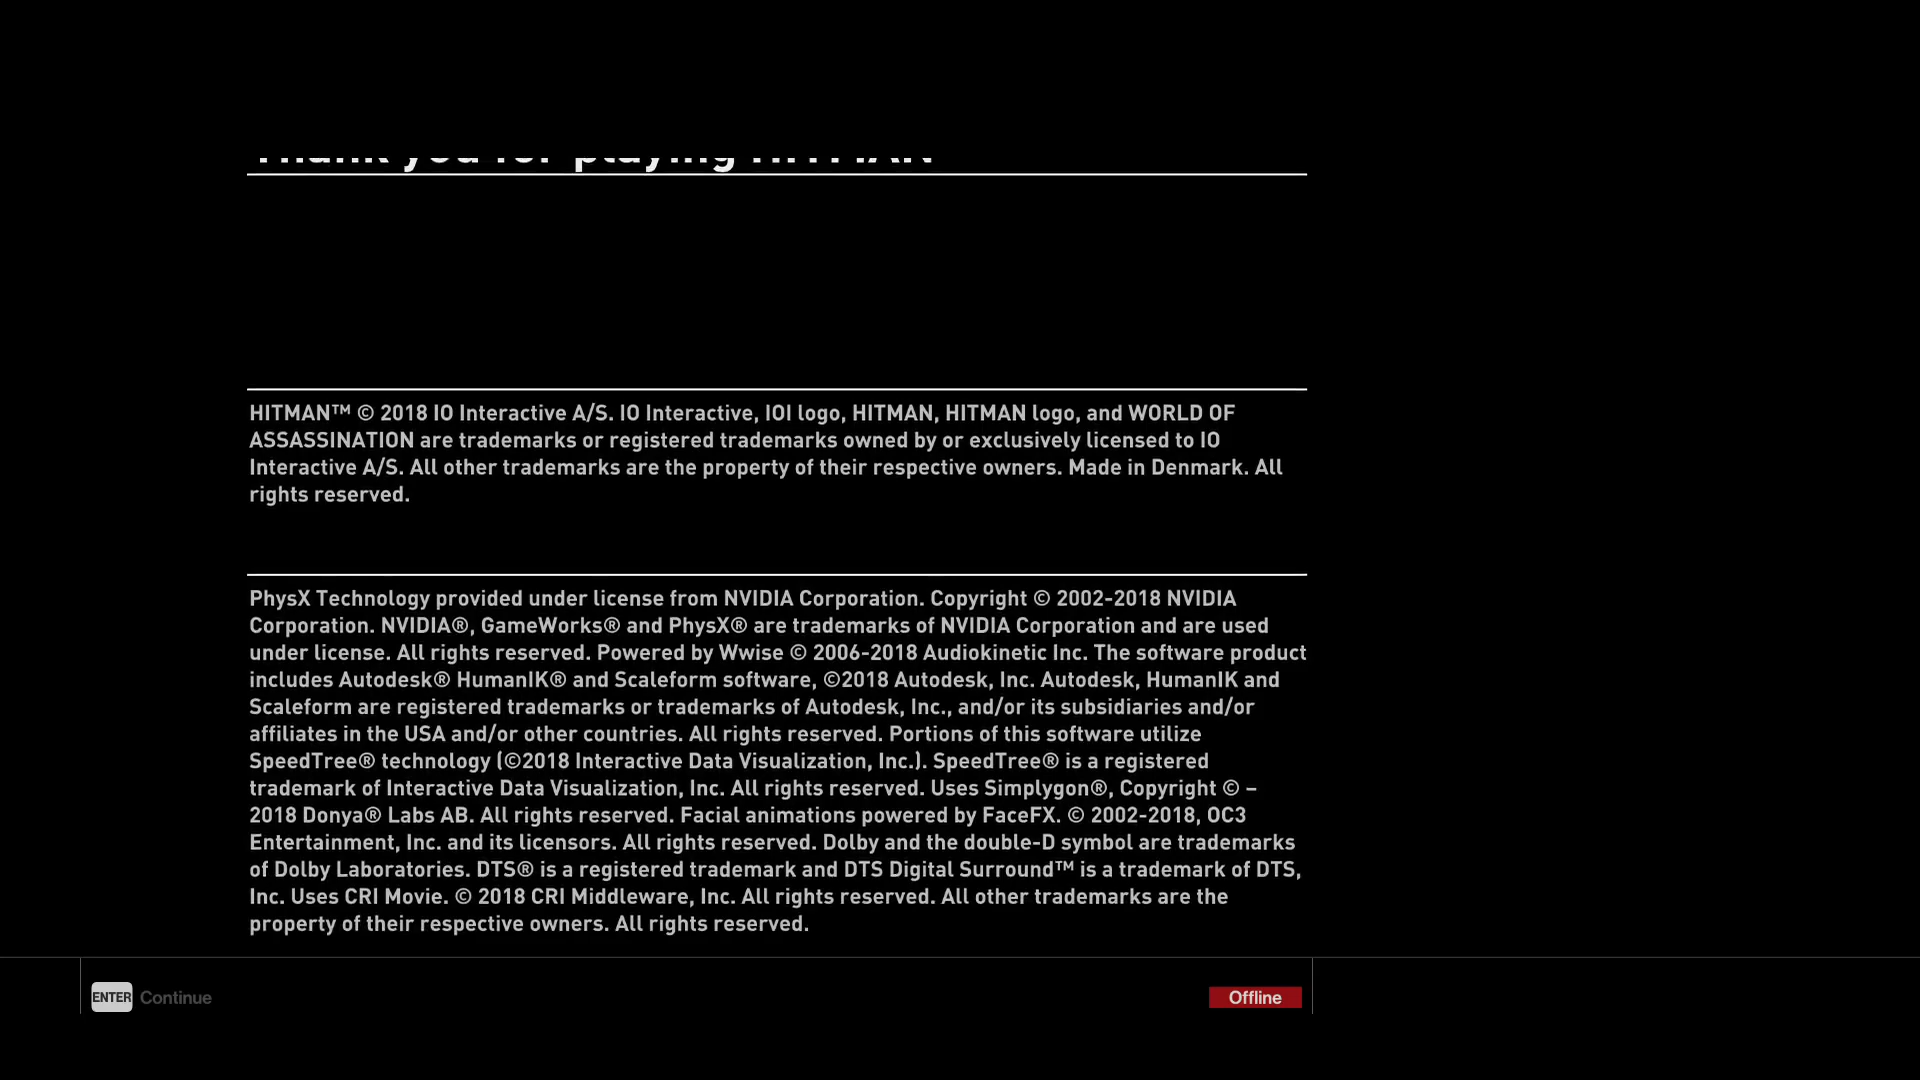 Thank you for playing HITMAN
HITMAN™ © 2018 IO Interactive A/S. IO Interactive, IOI logo, HITMAN, HITMAN logo, and WORLD OF
ASSASSINATION are trademarks or registered trademarks owned by or exclusively licensed to IO
Interactive A/S. All other trademarks are the property of their respective owners. Made in Denmark. All
rights reserved.
PhysX Technology provided under license from NVIDIA Corporation. Copyright © 2002-2018 NVIDIA
Corporation. NVIDIA®, GameWorks® and PhysX® are trademarks of NVIDIA Corporation and are used
under license. All rights reserved. Powered by Wwise © 2006-2018 Audiokinetic Inc. The software product
includes Autodesk® HumanIK® and Scaleform software, ©2018 Autodesk, Inc. Autodesk, HumanIK and
Scaleform are registered trademarks or trademarks of Autodesk, Inc., and/or its subsidiaries and/or
affiliates in the USA and/or other countries. All rights reserved. Portions of this software utilize
SpeedTree® technology (©2018 Interactive Data Visualization, Inc.). SpeedTree® is a registered
trademark of Interactive Data Visualization, Inc. All rights reserved. Uses Simplygon®, Copyright © –
2018 Donya® Labs AB. All rights reserved. Facial animations powered by FaceFX. © 2002-2018, OC3
Entertainment, Inc. and its licensors. All rights reserved. Dolby and the double-D symbol are trademarks
of Dolby Laboratories. DTS® is a registered trademark and DTS Digital Surround™ is a trademark of DTS,
Inc. Uses CRI Movie. © 2018 CRI Middleware, Inc. All rights reserved. All other trademarks are the
property of their respective owners. All rights reserved.
ENTER Continue
Offline